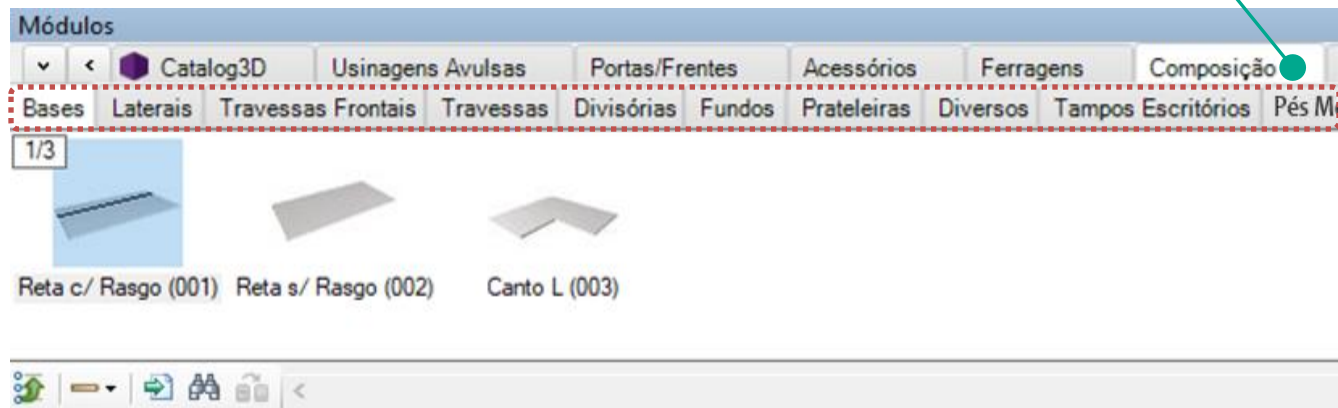 Módulos
Catalog3D Usinagens Avulsas Portas/Frentes Acessórios Ferragens Composição
Bases Laterais Travessas Frontais Travessas Divisórias Fundos Prateleiras Diversos Tampos Escritórios Pés
1/3
Reta c/ Rasgo (001) Reta s/ Rasgo (002) Canto L (003)